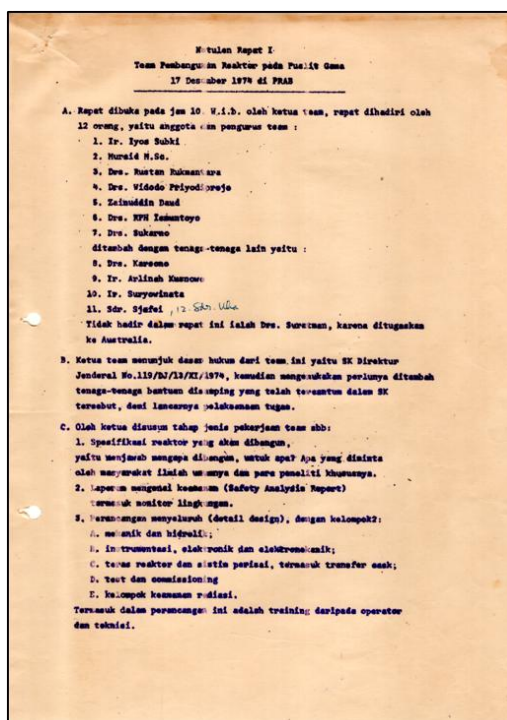 Notulen Rapat I
Team Pembangunan Reaktor pada Puslit Gama
17 Desember 1974 di PRAB
A. Rapat dibuka pada jam 10. W.i.b. oleh ketua team, rapat dihadiri oleh
12 orang, yaitu anggota dan pengurus team :
1. Ir. Iyos Subki
2. Mursid M.Sc.
3. Drs. Rustan Rukmantara
4. Drs. Widodo Priyodiprojo
5. Zainuddin Daud
6. Drs. RPH
7. Drs. Sukarno
ditambah dengan tenaga-tenaga lain yaitu :
8. Drs. Karsono
9. Ir. Arlinah Kusnowo
10. Ir. Suryowinata
11. Sdr. Sjafei , 12. Sdr.
Tidak hadir dalam rapat ini ialah Drs. Suratman, karena ditugaskan
ke Australia.
B. Ketua team menunjuk dasar hukum dari team ini yaitu SK Direktur
Jenderal No.119/DJ/13/XI/1974, kemudian mengemukakan perlunya ditambah
tenaga-tenaga bantuan disamping yang telah tercantum dalam SK
tersebut, demi lancarnya pelaksanaan tugas.
C. Oleh ketua disusun tahap jenis pekerjaan team sbb:
1. Spesifikasi reaktor yang akan dibangun,
yaitu menjawab mengapa dibangun, untuk apa? Apa yang diminta
oleh masyarakat ilmiah umumnya dan para peneliti khususnya.
2. Laporan mengenai keamanan (Safety Analysis Report)
termasuk monitor lingkungan.
3. Perancangan menyeluruh (detail design), dengan kelompok2:
A. mekanik dan hidrolik;
B. instrumentasi, elektronik dan elektromekanik;
C. teras reaktor dan sistim perisai, termasuk transfer cask;
D. test dan commissioning
E. kelompok keamanan radiasi.
Termasuk dalam perancangan ini adalah training daripada operator
dan teknisi.